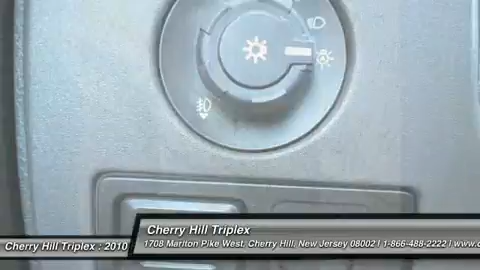 Cherry Hill Triplex
Cherry Hill Triplex : 2010
1708 Marlton Pike West, Cherry Hill, New Jersey 08002 | 1-866-488-2222 | www.c